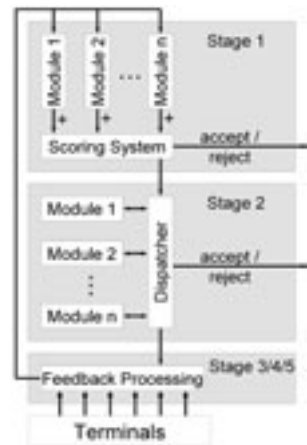 Stage 1
Module 1
Module 2
...
Module n
+
+
+
Scoring System
accept /
reject
Stage 2
Module 1
Module 2
Module n
Dispatcher
accept /
reject
Stage 3/4/5
Feedback Processing
Terminals